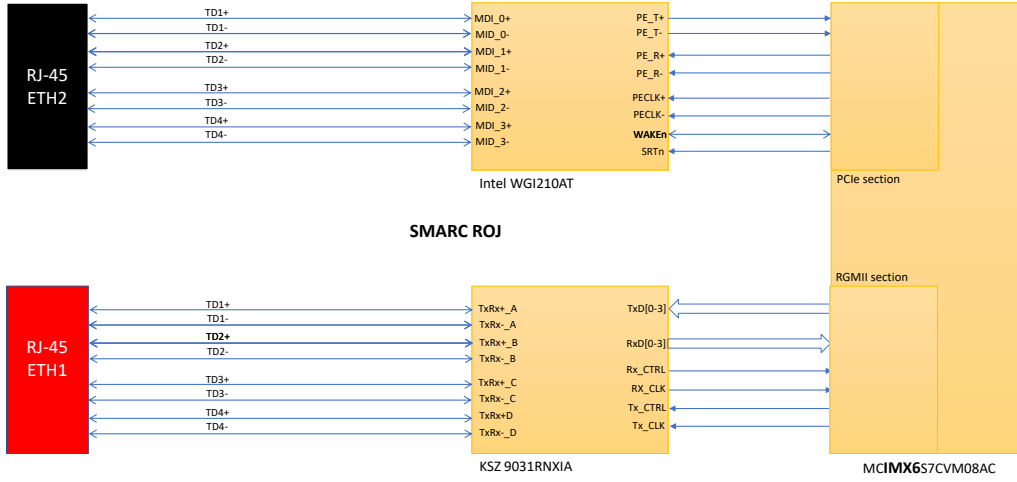 TD1+
TD1-
TD2+
TD2-
TD3+
TD3-
TD4+
TD4-
RJ-45
ETH2
MDI_0+
MID_0-
MDI_1+
MID_1-
MDI_2+
MID_2-
MDI_3+
MID_3-
PE_T+
PE_T-
PE_R+
PE_R-
PECLK+
PECLK-
WAKEn
SRTn
Intel WGI210AT
PCIe section
SMARC ROJ
RGMII section
TD1+
TD1-
TD2+
TD2-
TD3+
TD3-
TD4+
TD4-
RJ-45
ETH1
TxRx+_A
TxRx-_A
TxRx+_B
TxRx-_B
TxRx+_C
TxRx-_C
TxRx+D
TxRx-_D
TxD[0-3]
RxD[0-3]
Rx_CTRL
RX_CLK
Tx_CTRL
Tx_CLK
KSZ 9031RNXIA
MCIMX6S7CVM08AC